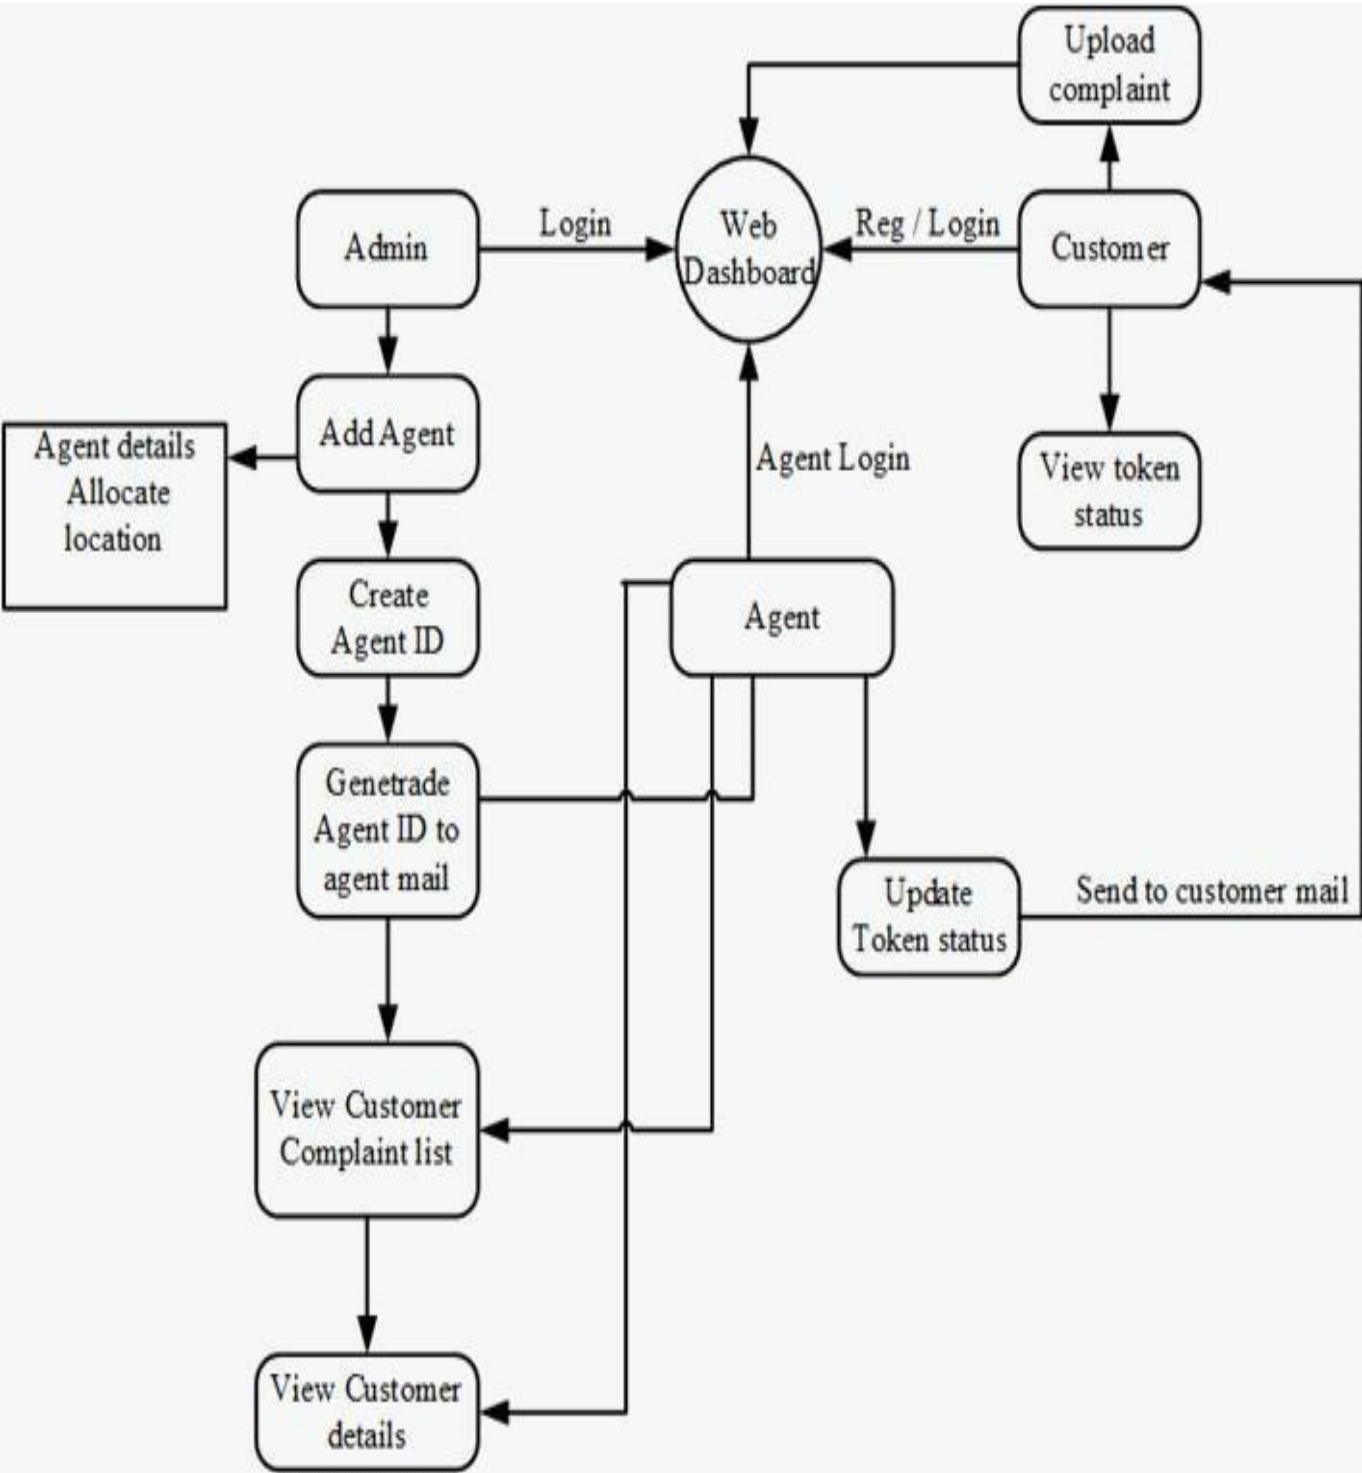 Upload
complaint
Admin
Login
Web
Dashboard
Reg / Login
Customer
Add Agent
Agent details
Allocate
location
Agent Login
View token
status
Create
Agent ID
Agent
Genetrade
Agent ID to
agent mail
Update
Token status
Send to customer mail
View Customer
Complaint list
View Customer
details